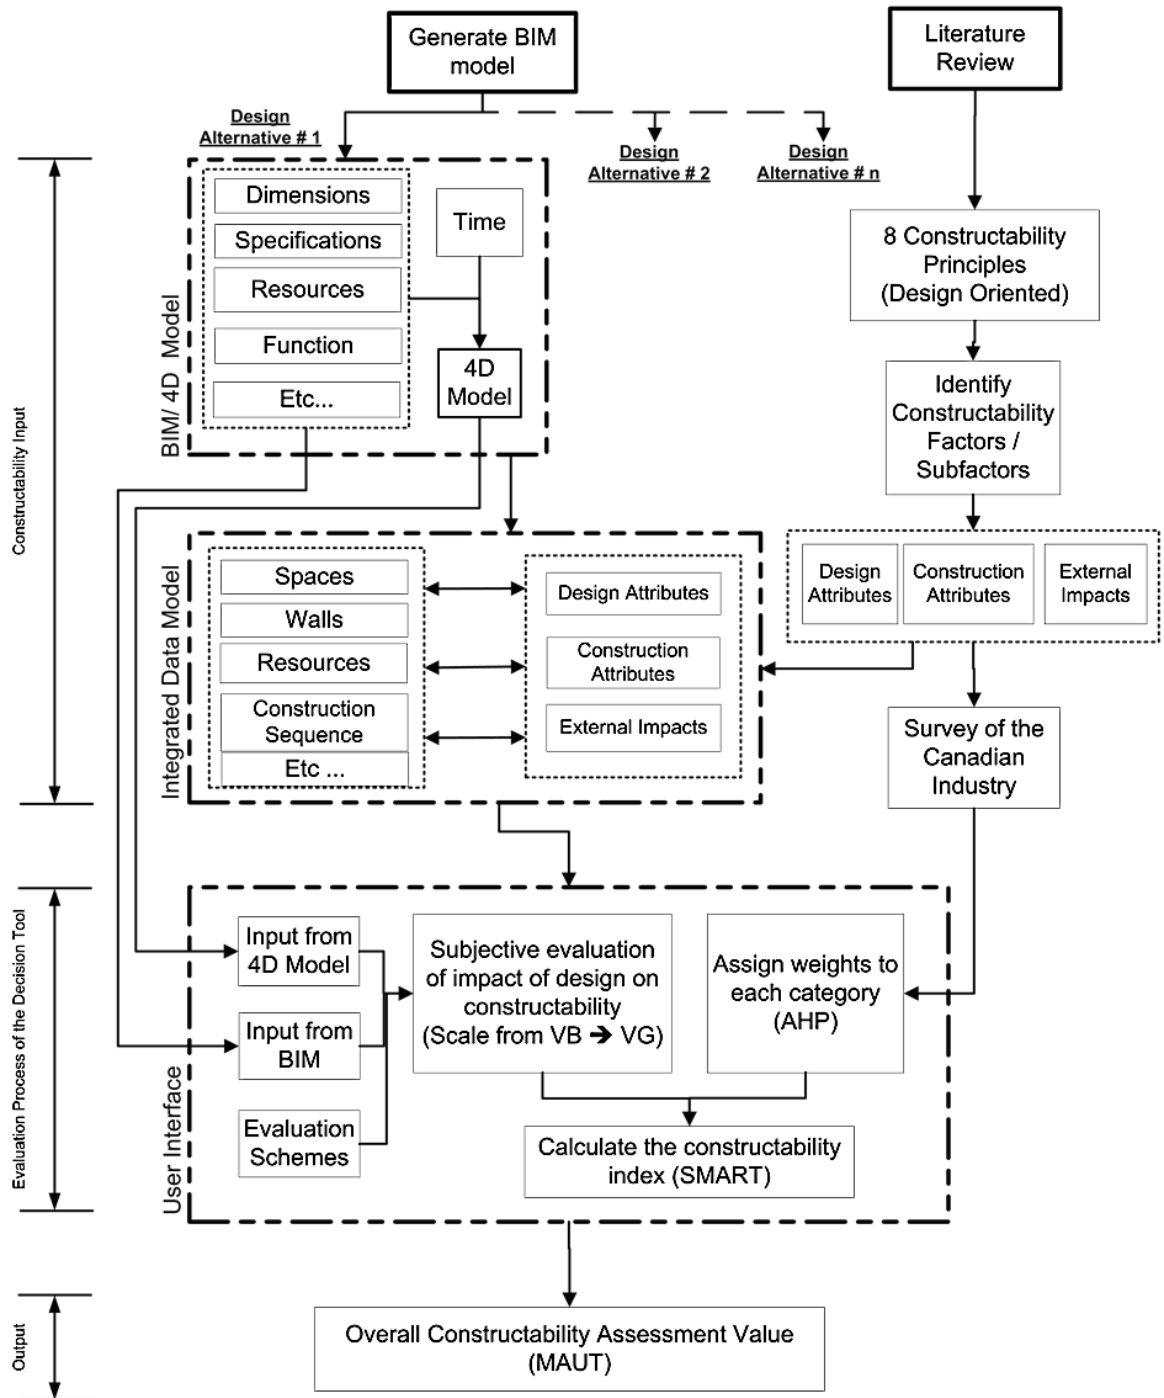 Generate BIM
model
Literature
Review
Design
Alternative # 1
Design
Alternative # 2
Design
Alternative # n
Constructability Input
BIM/ 4D Model
Dimensions
Specifications
Resources
Function
Etc...
Time
4D
Model
8 Constructability
Principles
(Design Oriented)
Identify
Constructability
Factors /
Subfactors
Design
Attributes
Construction
Attributes
External
Impacts
Integrated Data Model
Spaces
Walls
Resources
Construction
Sequence
Etc ...
Design Attributes
Construction
Attributes
External Impacts
Survey of the
Canadian
Industry
Evaluation Process of the Decision Tool
User Interface
Input from
4D Model
Input from
BIM
Evaluation
Schemes
Subjective evaluation
of impact of design on
constructability
(Scale from VB ➔ VG)
Assign weights to
each category
(AHP)
Calculate the constructability
index (SMART)
Output
Overall Constructability Assessment Value
(MAUT)